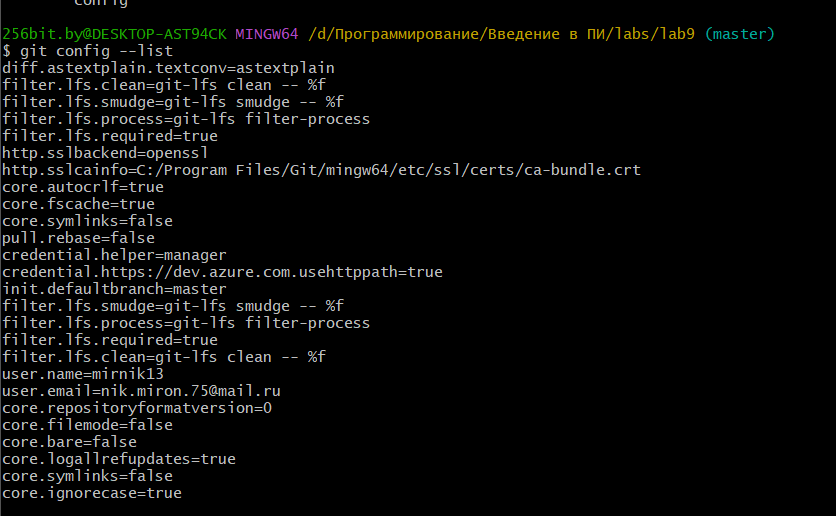 config
256bit.by@DESKTOP-AST94CK MINGW64 /d/Программирование/Введение в ПИ/labs/lab9 (master)
$ git config --list
diff.astextplain.textconv=astextplain
filter.lfs.clean=git-lfs clean -- %f
filter.lfs.smudge=git-lfs smudge -- %f
filter.lfs.process=git-lfs filter-process
filter.lfs.required=true
http.sslbackend=openssl
http.sslcainfo=C:/Program Files/Git/mingw64/etc/ssl/certs/ca-bundle.crt
core.autocrlf=true
core.fscache=true
core.symlinks=false
pull.rebase=false
credential.helper=manager
credential.https://dev.azure.com.usehttppath=true
init.defaultbranch=master
filter.lfs.smudge=git-lfs smudge -- %f
filter.lfs.process=git-lfs filter-process
filter.lfs.required=true
filter.lfs.clean=git-lfs clean -- %f
user.name=mirnik13
user.email=nik.miron.75@mail.ru
core.repositoryformatversion=0
core.filemode=false
core.bare=false
core.logallrefupdates=true
core.symlinks=false
core.ignorecase=true